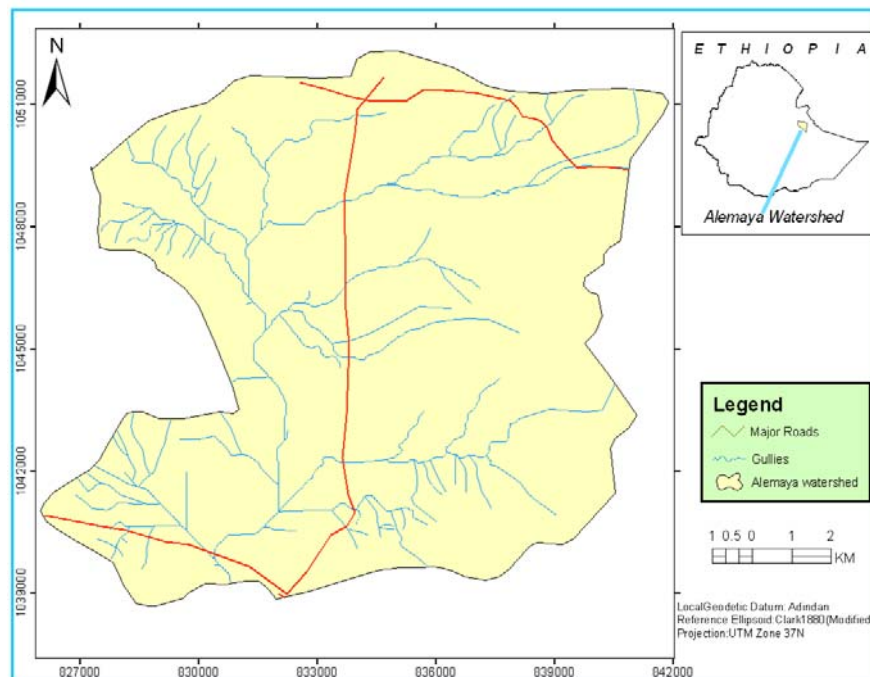 N
1051000
1048000
1045000
1042000
1039000
827000 830000 833000 836000 839000 842000
E T H I O P I A
Alemaya Watershed
Legend
Major Roads
Gullies
Alemaya watershed
1 0.5 0 1 2
KM
LocalGeodetic Datum: Adindan
Reference Ellipsoid:Clark1880(Modified
Projection:UTM Zone 37N